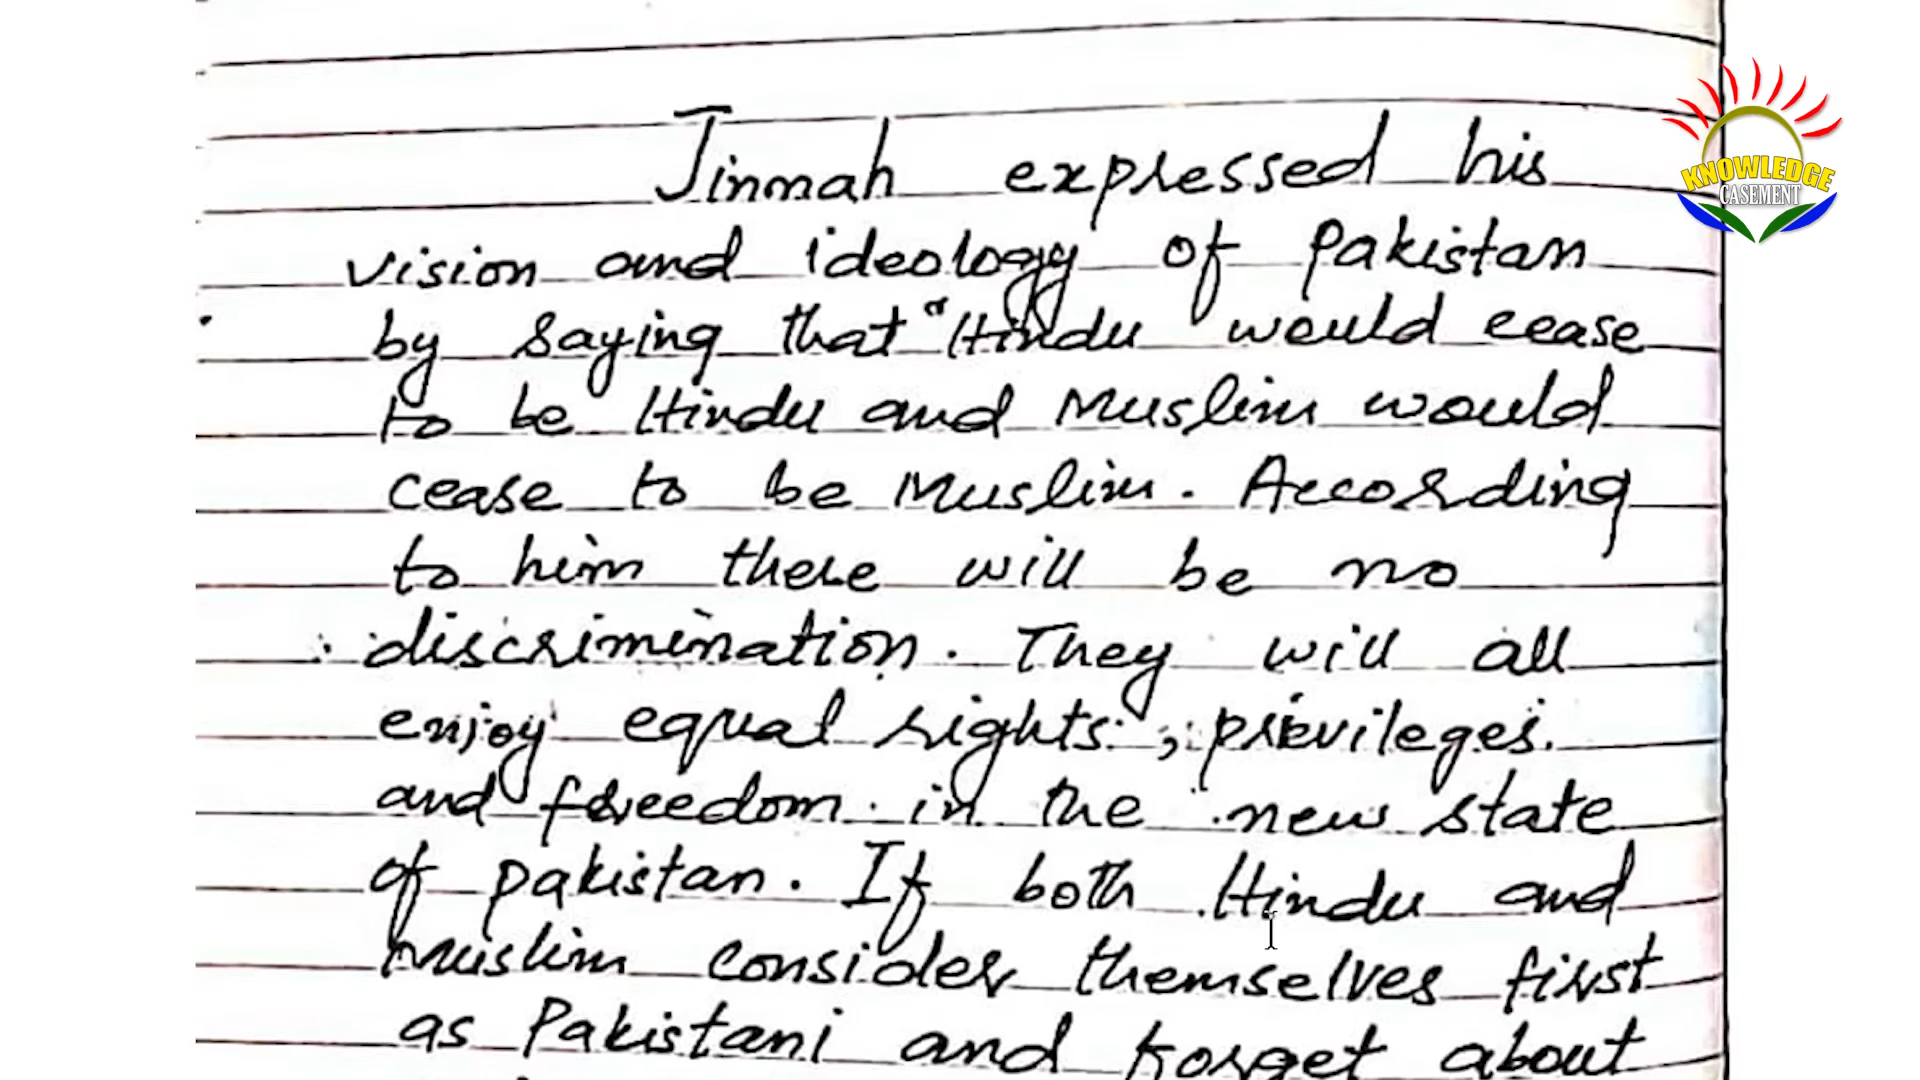 Jinnah expressed his
vision and ideology of Pakistan
by saying that "Hindu would cease
to be Hindu and Muslim would
cease to be Muslim. According
to him there will be no
discrimination. They will all
enjoy equal rights, privileges.
and freedom in the new state
of Pakistan. If both Hindu and
Muslim consider themselves first
as Pakistani and forget about
KNOWLEDGE
CASEMENT